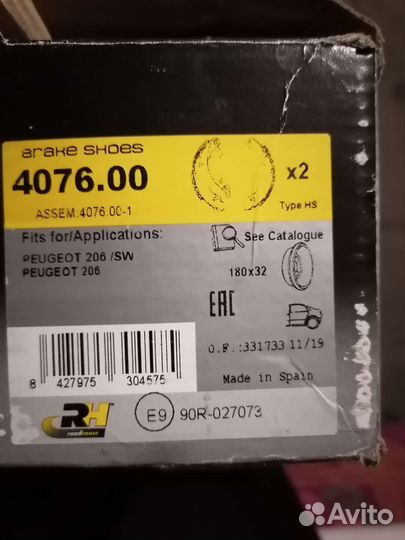 BRAKE SHOES
4076.00
x2
ASSEM.4076.00-1
Type HS
Fits for/Applications:
See Catalogue
PEUGEOT 206 /SW
PEUGEOT 206
180x32
EAC
O.F.:331733 11/19
8 427975 304575
Made in Spain
RH
roadhouse
E9 90R-027073
Avito